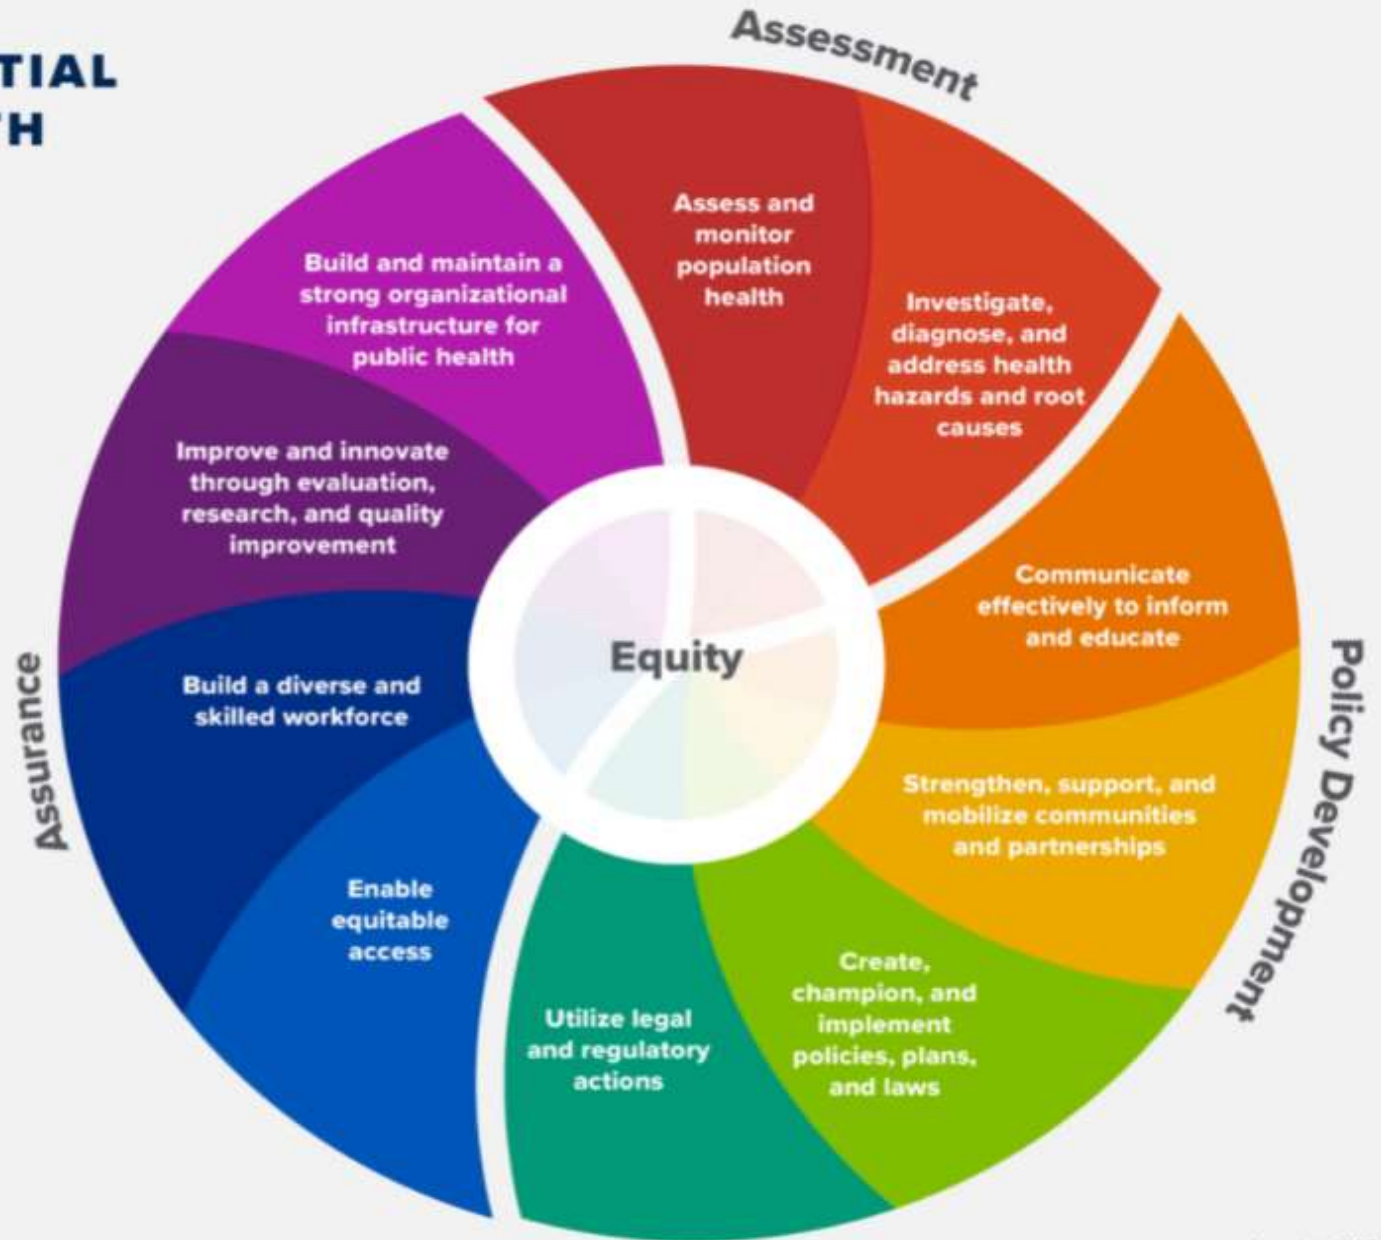 TIAL
TH
Assessment
Assess and
monitor
population
health
Investigate,
diagnose, and
address health
hazards and root
causes
Communicate
effectively to inform
and educate
Strengthen, support, and
mobilize communities
and partnerships
Policy Development
Create,
champion, and
implement
policies, plans,
and laws
Utilize legal
and regulatory
actions
Enable
equitable
access
Build a diverse and
skilled workforce
Assurance
Improve and innovate
through evaluation,
research, and quality
improvement
Build and maintain a
strong organizational
infrastructure for
public health
Equity